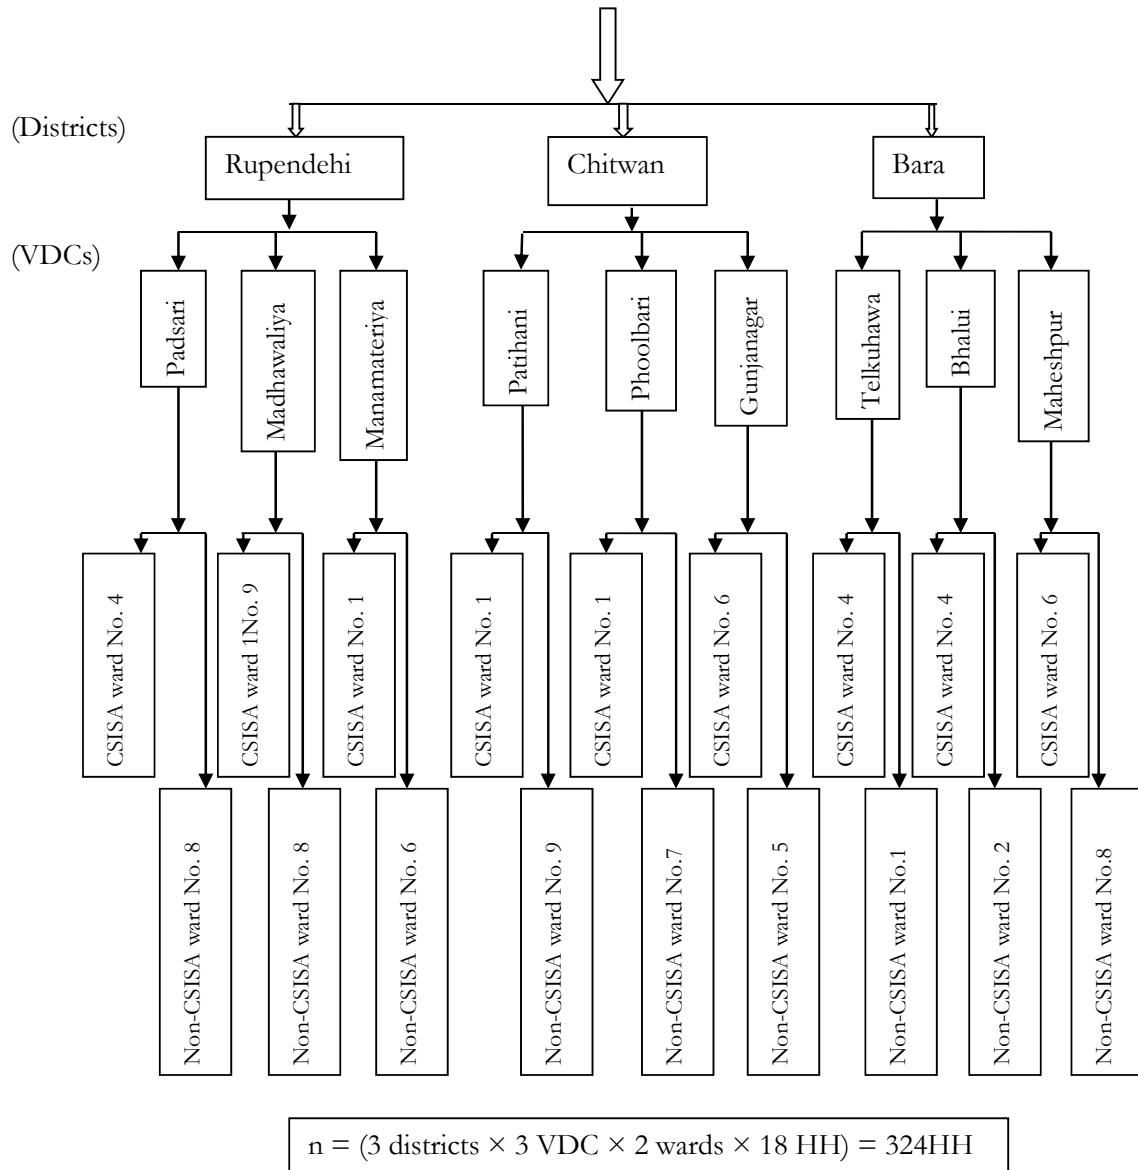 (Districts)
Rupendehi
Chitwan
Bara
(VDCs)
Padsari
Madhawaliya
Manamateriya
Patihani
Phoolbari
Gunjanagar
Telkuhawa
Bhalui
Maheshpur
CSISA ward No. 4
CSISA ward 1No. 9
CSISA ward No. 1
CSISA ward No. 1
CSISA ward No. 1
CSISA ward No. 6
CSISA ward No. 4
CSISA ward No. 4
CSISA ward No. 6
Non-CSISA ward No. 8
Non-CSISA ward No. 8
Non-CSISA ward No. 6
Non-CSISA ward No. 9
Non-CSISA ward No.7
Non-CSISA ward No. 5
Non-CSISA ward No.1
Non-CSISA ward No. 2
Non-CSISA ward No.8
n = (3 districts × 3 VDC × 2 wards × 18 HH) = 324HH